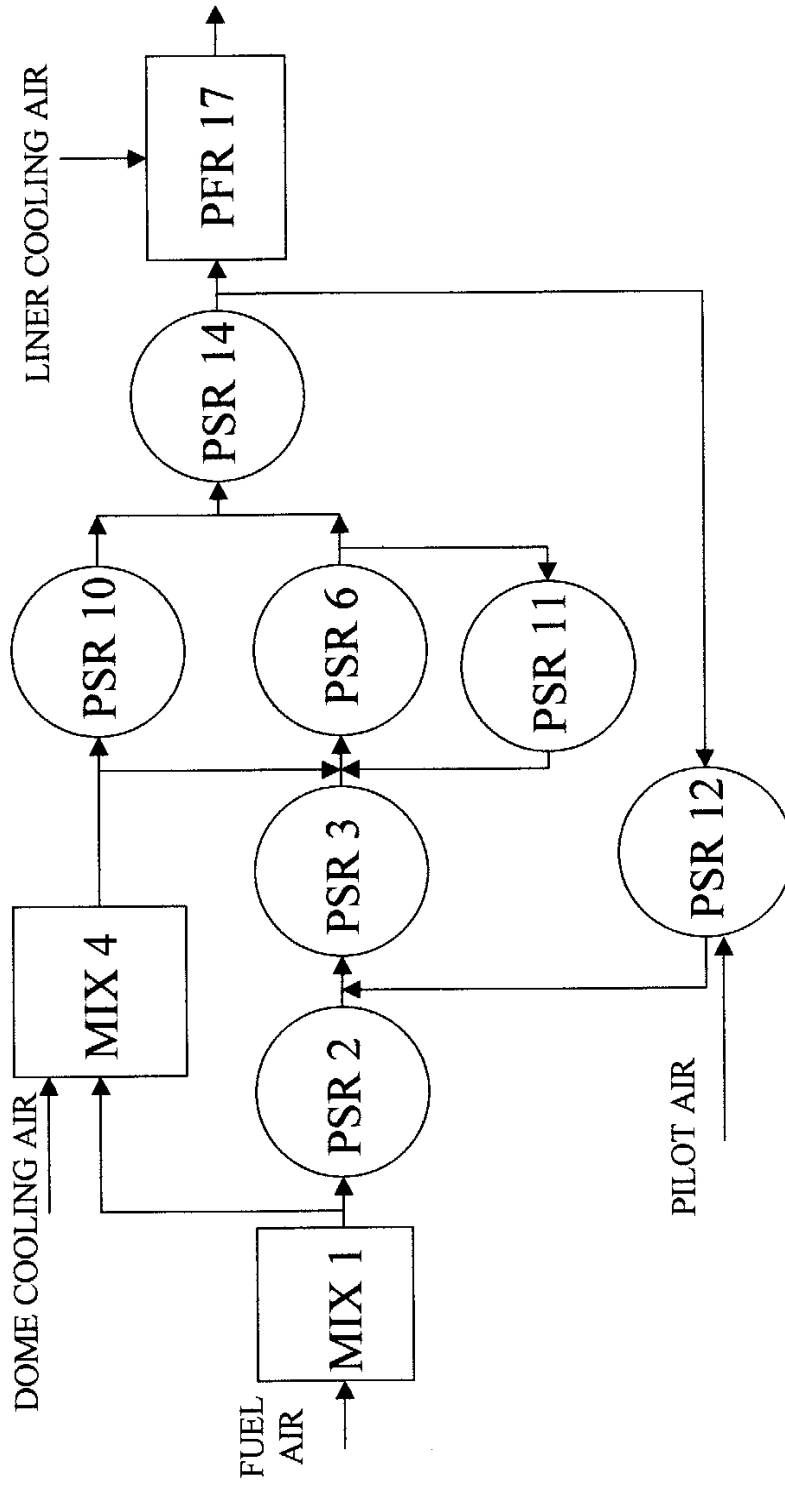 DOME COOLING AIR
LINER COOLING AIR
MIX 4
PSR 10
PSR 14
PFR 17
FUEL
AIR
MIX 1
PSR 2
PSR 3
PSR 6
PSR 11
PILOT AIR
PSR 12